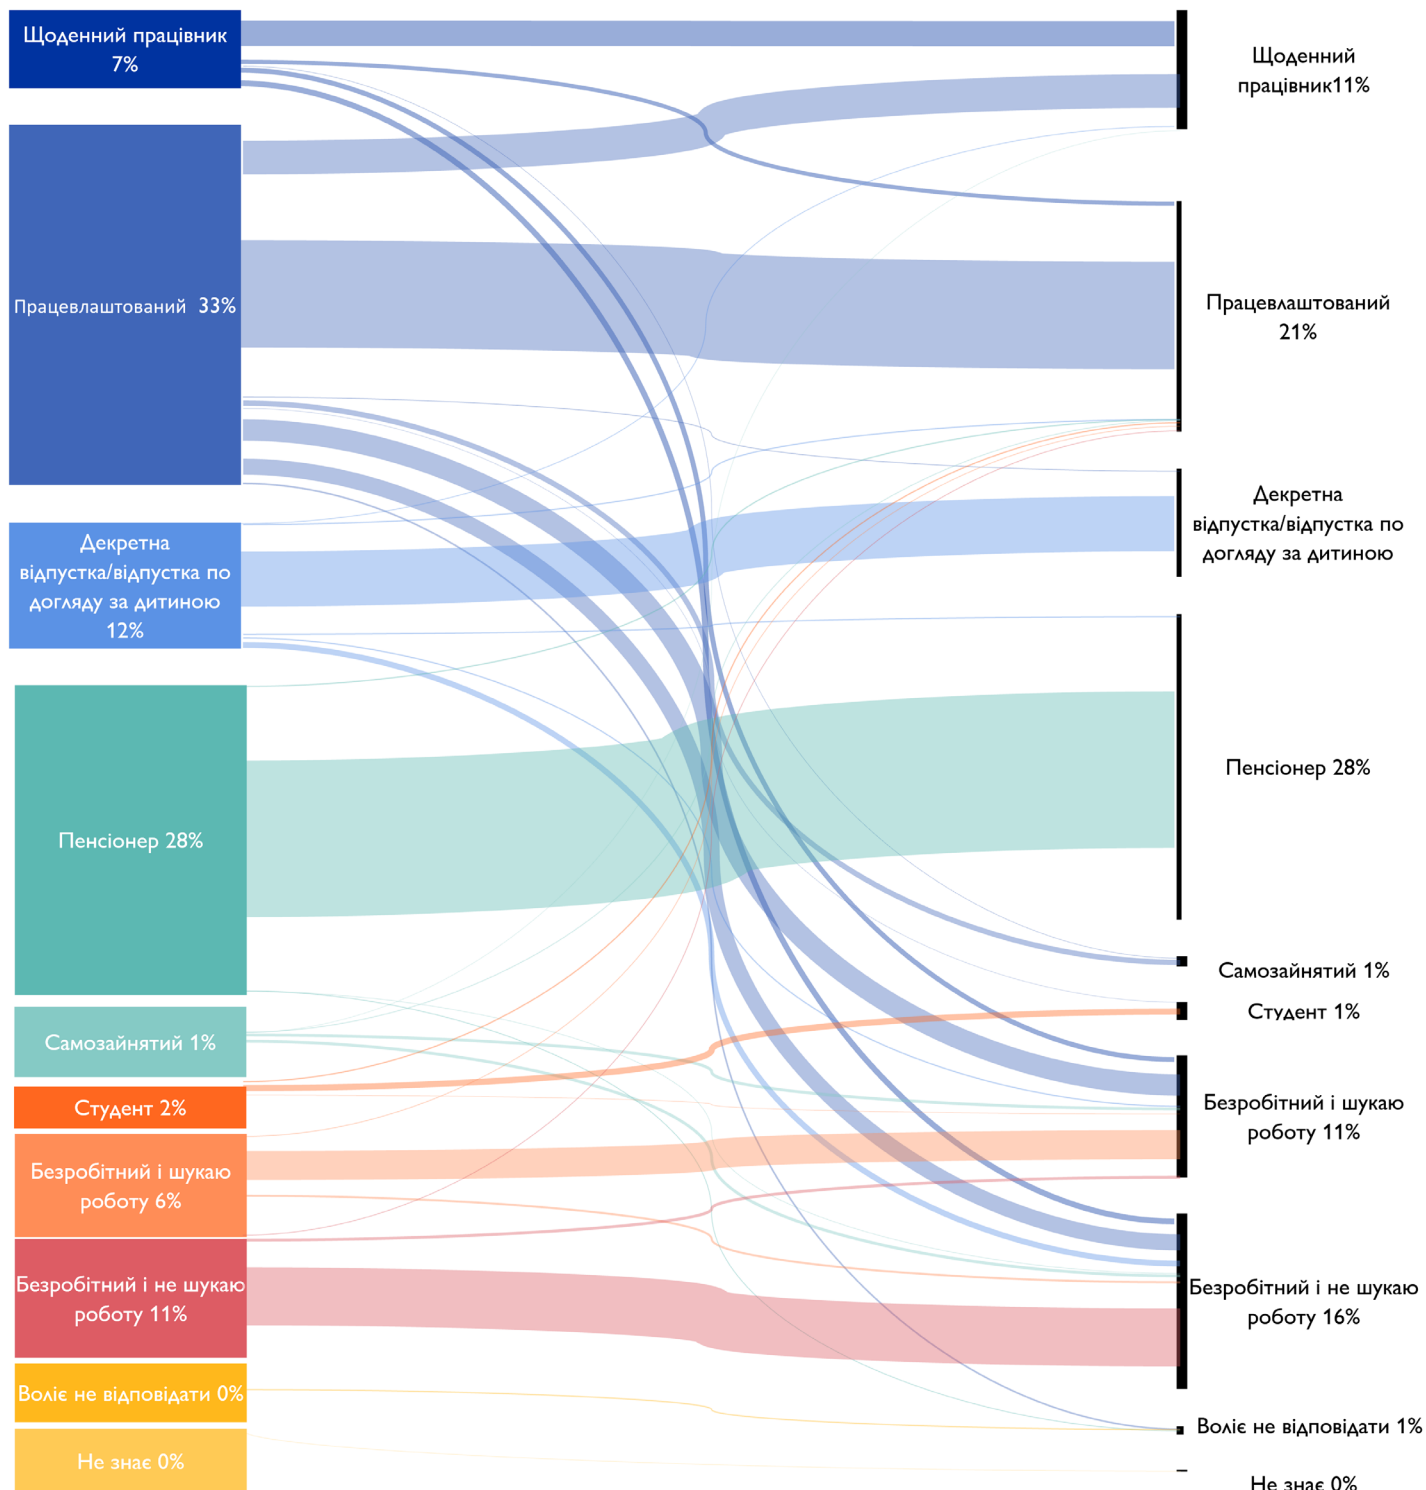 Щоденний працівник
7%
Працевлаштований 33%
Декретна
відпустка/відпустка по
догляду за дитиною
12%
Пенсіонер 28%
Самозайнятий 1%
Студент 2%
Безробітний і шукаю
роботу 6%
Безробітний і не шукаю
роботу 11%
Воліє не відповідати 0%
Не знає 0%
Щоденний
працівник11%
Працевлаштований
21%
Декретна
відпустка/відпустка по
догляду за дитиною
Пенсіонер 28%
Самозайнятий 1%
Студент 1%
Безробітний і шукаю
роботу 11%
Безробітний і не шукаю
роботу 16%
Воліє не відповідати 1%
Не знає 0%